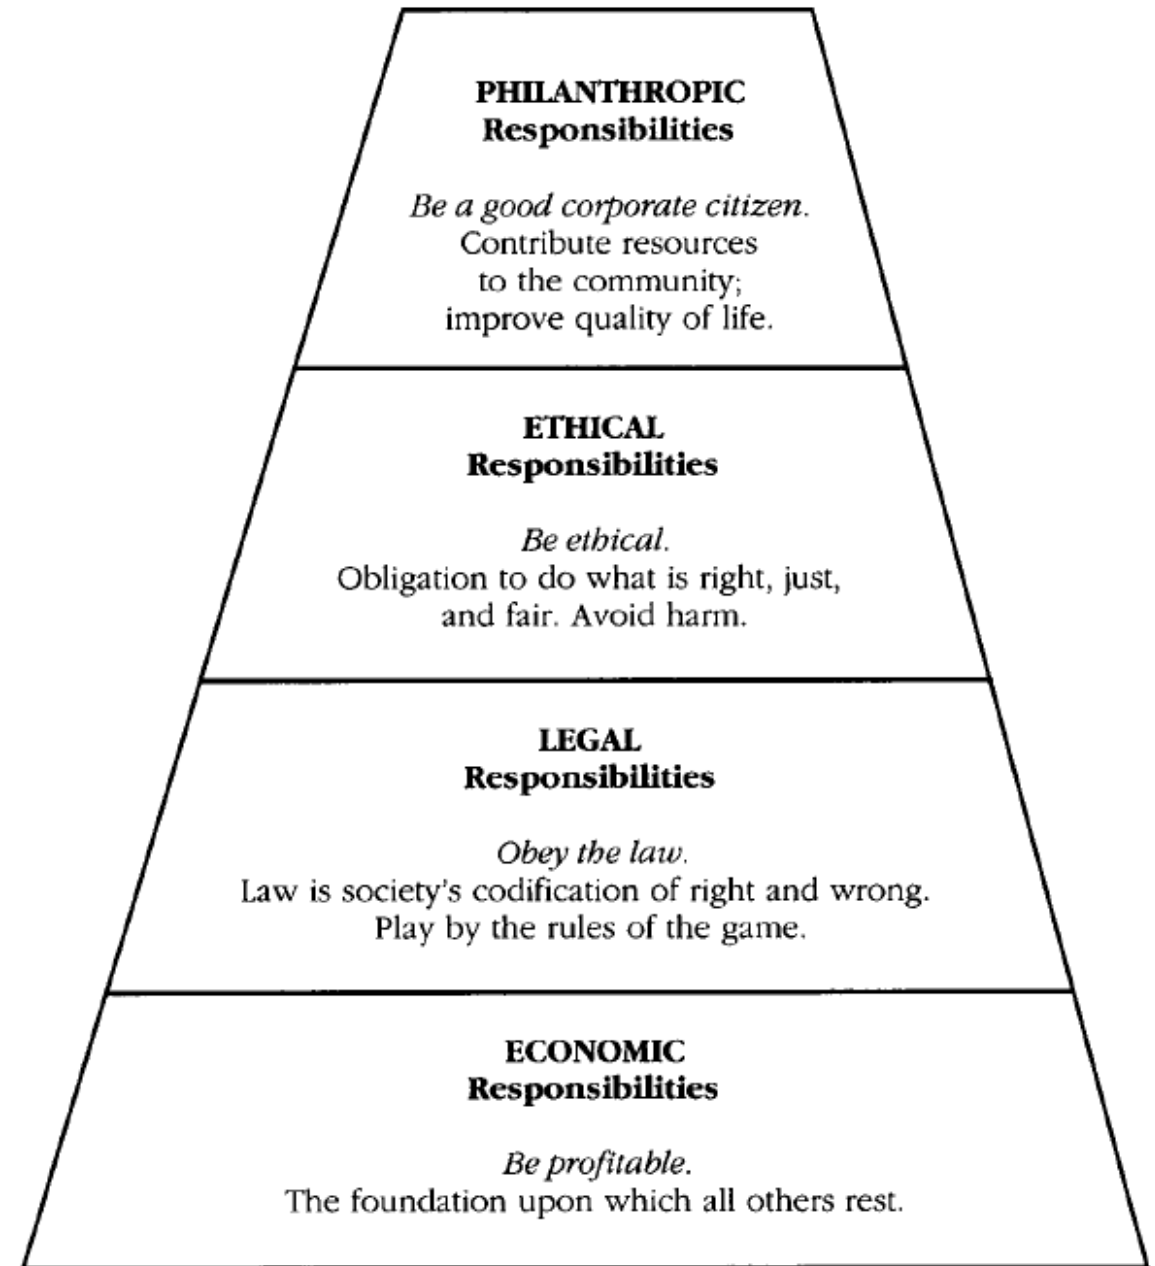 PHILANTHROPIC
Responsibilities
Be a good corporate citizen.
Contribute resources
to the community;
improve quality of life.
ETHICAL
Responsibilities
Be ethical.
Obligation to do what is right, just,
and fair. Avoid harm.
LEGAL
Responsibilities
Obey the law.
Law is society's codification of right and wrong.
Play by the rules of the game.
ECONOMIC
Responsibilities
Be profitable.
The foundation upon which all others rest.